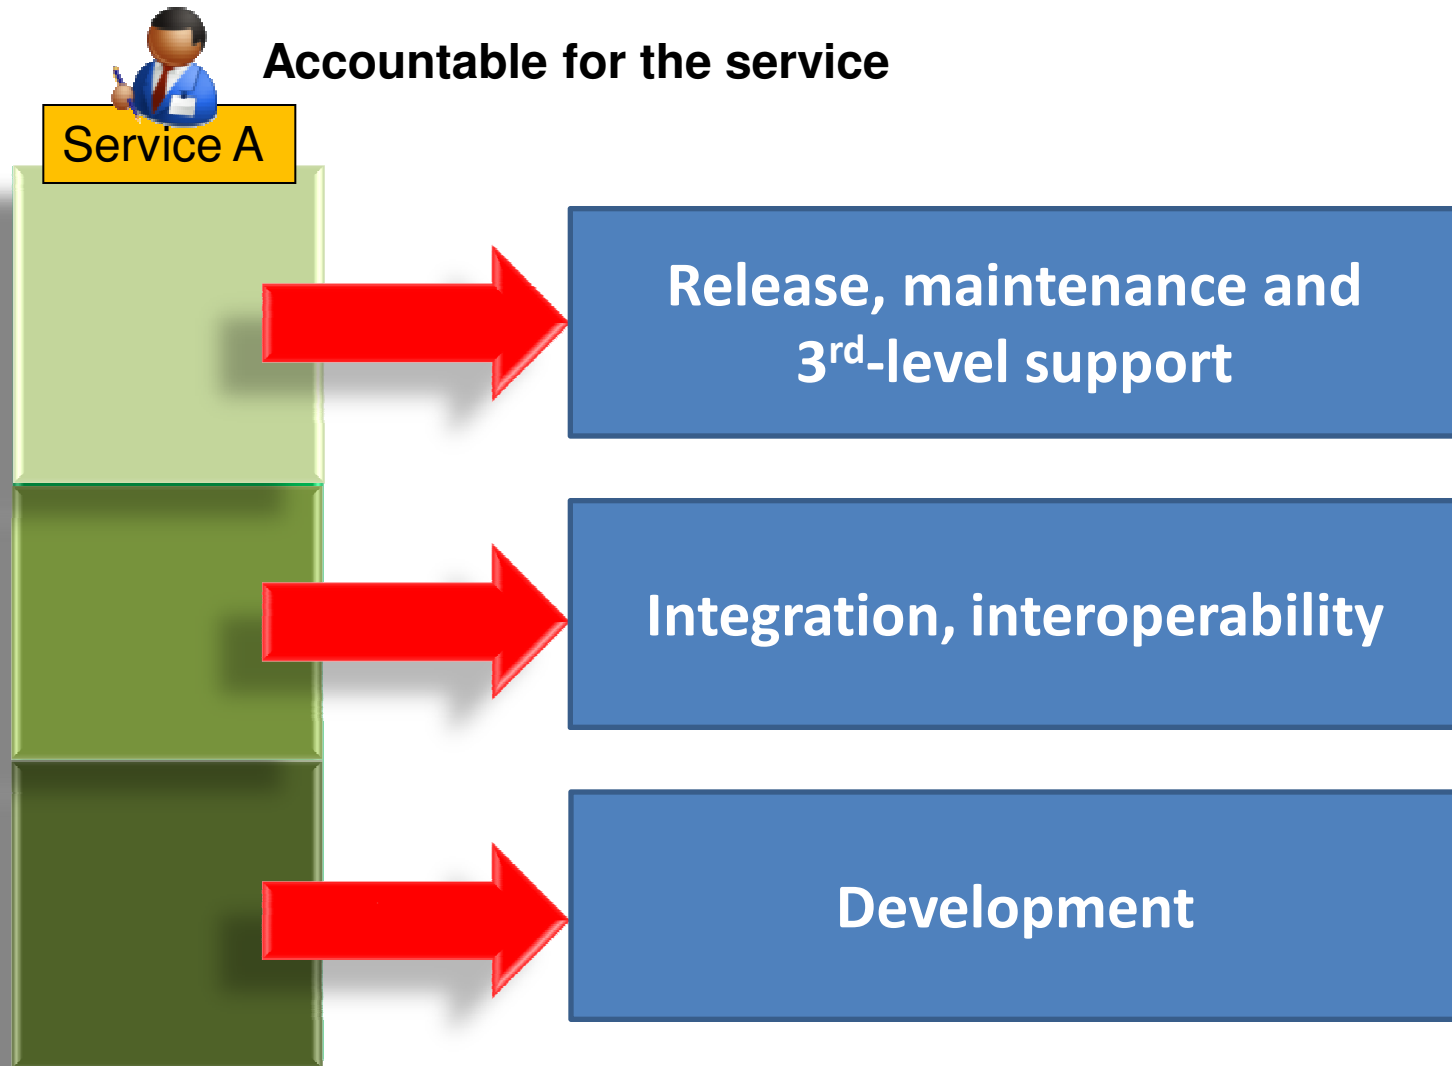 Accountable for the service
Service A
Release, maintenance and
3rd-level support
Integration, interoperability
Development